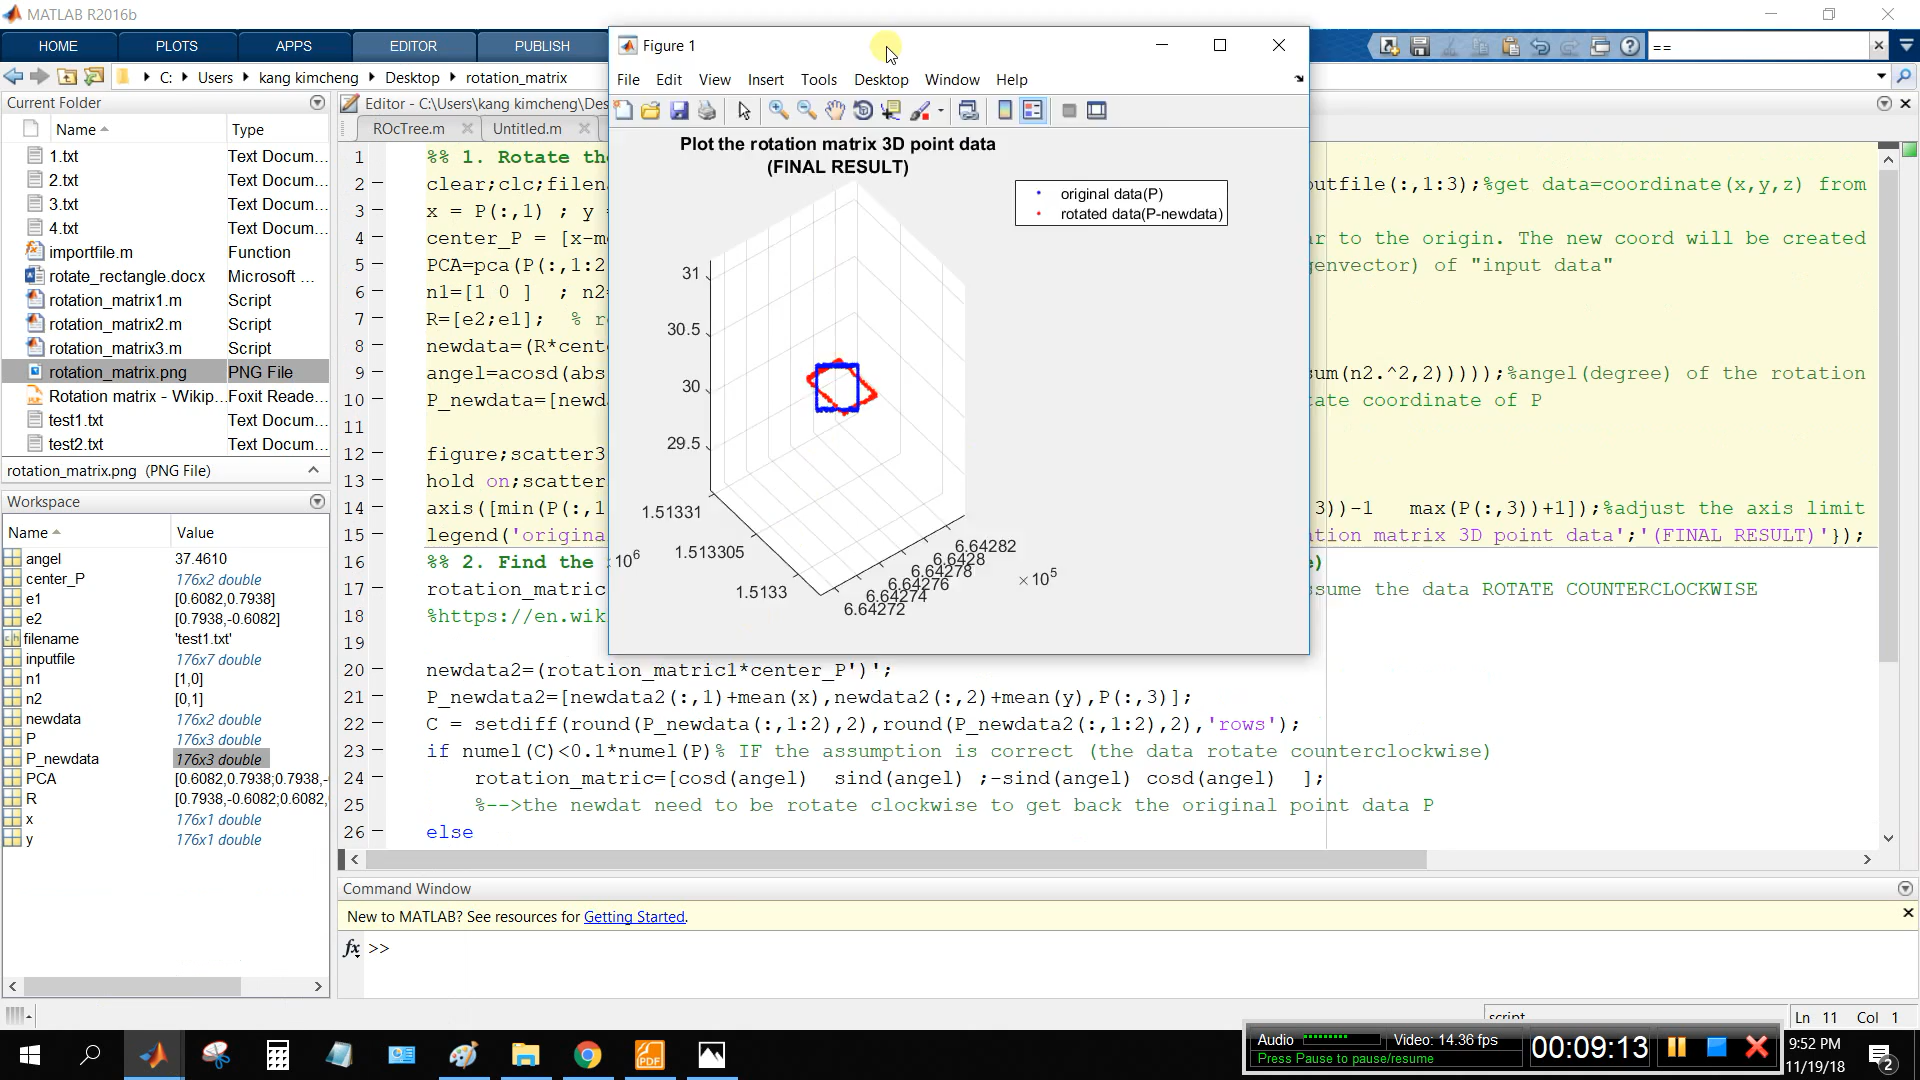 MATLAB R2016b
HOME PLOTS APPS EDITOR PUBLISH
==
C: Users kang kimcheng Desktop rotation_matrix
Current Folder
Name Type
1.txt Text Docum...
2.txt Text Docum...
3.txt Text Docum...
4.txt Text Docum...
importfile.m Function
rotate_rectangle.docx Microsoft ...
rotation_matrix1.m Script
rotation_matrix2.m Script
rotation_matrix3.m Script
rotation_matrix.png PNG File
Rotation matrix - Wikip... Foxit Reade...
test1.txt Text Docum...
test2.txt Text Docum...
rotation_matrix.png (PNG File)
Workspace
Name Value
angel 37.4610
center_P 176x2 double
e1 [0.6082,0.7938]
e2 [0.7938,-0.6082]
filename 'test1.txt'
inputfile 176x7 double
n1 [1,0]
n2 [0,1]
newdata 176x2 double
P 176x3 double
P_newdata 176x3 double
PCA [0.6082,0.7938;0.7938,-
R [0.7938,-0.6082;0.6082,
x 176x1 double
y 176x1 double
Editor - C:\Users\kang kimcheng\Des
ROcTree.m Untitled.m
1 %% 1. Rotate th
2 clear;clc;filen utfile(:,1:3);%get data=coordinate(x,y,z) from
3 x = P(:,1) ; y
4 center_P = [x-m r to the origin. The new coord will be created
5 PCA=pca(P(:,1:2 genvector) of "input data"
6 n1=[1 0 ] ; n2
7 R=[e2;e1]; % r
8 newdata=(R*cent
9 angel=acosd(abs sum(n2.^2,2)))));%angel(degree) of the rotation
10 P_newdata=[newd ate coordinate of P
11
12 figure;scatter3
13 hold on;scatter
14 axis([min(P(:,1 3))-1 max(P(:,3))+1]);%adjust the axis limit
15 legend('origina tion matrix 3D point data';'(FINAL RESULT)'});
16 %% 2. Find the )
17 rotation_matric sume the data ROTATE COUNTERCLOCKWISE
18 %https://en.wik
19
20 newdata2=(rotation_matric1*center_P')';
21 P_newdata2=[newdata2(:,1)+mean(x),newdata2(:,2)+mean(y),P(:,3)];
22 C = setdiff(round(P_newdata(:,1:2),2),round(P_newdata2(:,1:2),2),'rows');
23 if numel(C)<0.1*numel(P)% IF the assumption is correct (the data rotate counterclockwise)
24 rotation_matric=[cosd(angel) sind(angel) ;-sind(angel) cosd(angel) ];
25 %-->the newdat need to be rotate clockwise to get back the original point data P
26 else
Figure 1
File Edit View Insert Tools Desktop Window Help
Plot the rotation matrix 3D point data
(FINAL RESULT)
original data(P)
rotated data(P-newdata)
31
30.5
30
29.5
1.51331
1.513305
1.5133
10⁶
6.64282
6.6428
6.64278
6.64276
6.64274
6.64272
×10⁵
Command Window
New to MATLAB? See resources for Getting Started.
fx >>
script Ln 11 Col 1
Audio Video: 14.36 fps
Press Pause to pause/resume
00:09:13
PDF
9:52 PM
11/19/18
2